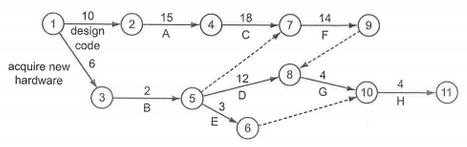 1 10 2 15 4 18 7 14 9
design
code
A C F
acquire new
hardware
6
3 2 5 12 8 4 10 4 11
B D G H
3
E 6